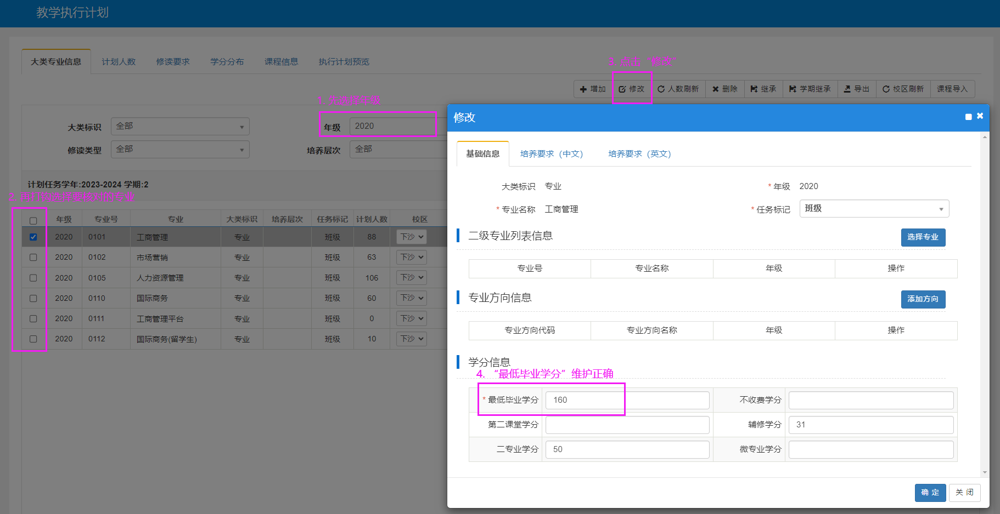 教学执行计划
大类专业信息 计划人数 修读要求 学分分布 课程信息 执行计划预览
3. 点击“修改”
增加 修改 人数刷新 删除 继承 学期继承 导出 校区刷新 课程导入
1. 先选择年级
大类标识 全部 年级 2020
修读类型 全部 培养层次 全部
计划任务学年:2023-2024 学期:2
2. 再打钩选择要核对的专业
年级 专业号 专业 大类标识 培养层次 任务标记 计划人数 校区
2020 0101 工商管理 专业 班级 88 下沙
2020 0102 市场营销 专业 班级 63 下沙
2020 0105 人力资源管理 专业 班级 106 下沙
2020 0110 国际商务 专业 班级 60 下沙
2020 0111 工商管理平台 专业 班级 0 下沙
2020 0112 国际商务(留学生) 专业 班级 10 下沙
修改
基础信息 培养要求（中文） 培养要求（英文）
大类标识 专业 * 年级 2020
* 专业名称 工商管理 * 任务标记 班级
二级专业列表信息 选择专业
专业号 专业名称 年级 操作
专业方向信息 添加方向
专业方向代码 专业方向名称 年级 操作
学分信息
4. “最低毕业学分”维护正确
* 最低毕业学分 160 不收费学分
第二课堂学分 辅修学分 31
二专业学分 50 微专业学分
确 定 关 闭